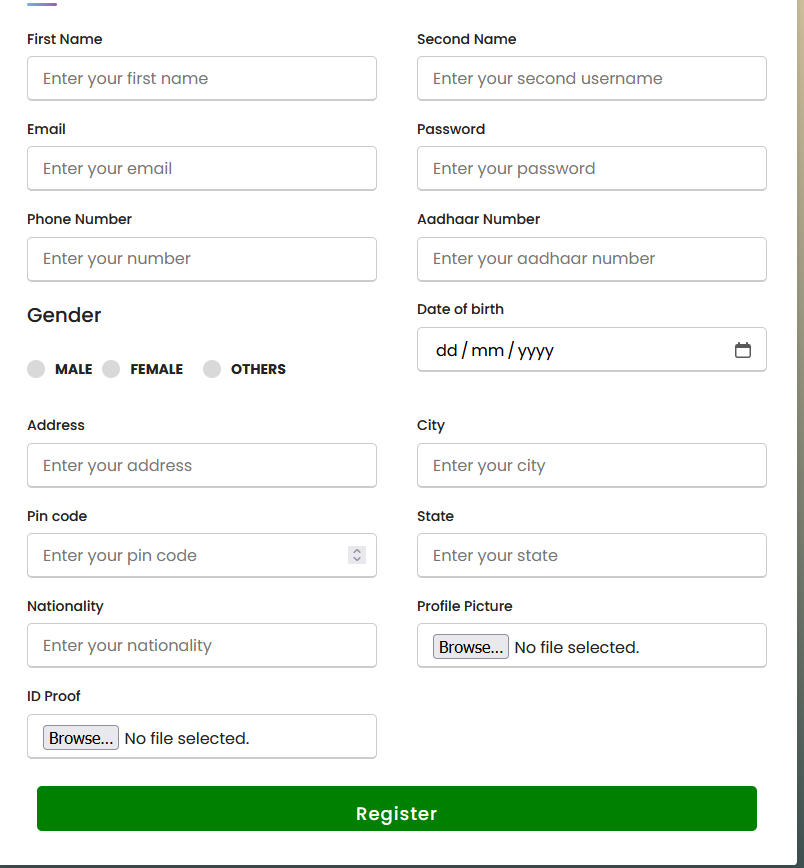 First Name Second Name
Enter your first name Enter your second username
Email Password
Enter your email Enter your password
Phone Number Aadhaar Number
Enter your number Enter your aadhaar number
Gender Date of birth
dd / mm / yyyy
MALE FEMALE OTHERS
Address City
Enter your address Enter your city
Pin code State
Enter your pin code Enter your state
Nationality Profile Picture
Enter your nationality Browse... No file selected.
ID Proof
Browse... No file selected.
Register